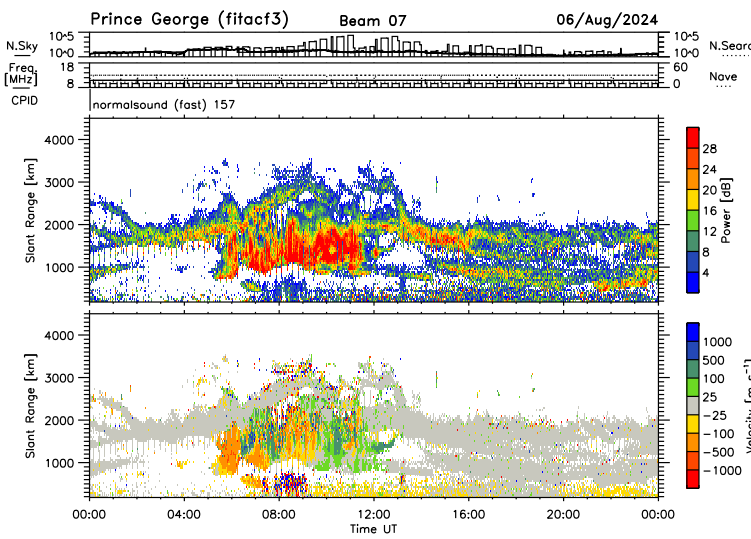 Prince George (fitacf3) Beam 07 06/Aug/2024
N.Sky 10^5 10^0 10^5 10^0 N.Searc
Freq [MHz] 18 8 60 0 Nave
CPID normalsound (fast) 157
Slant Range [km] 4000 3000 2000 1000
Power [dB] 28 24 20 16 12 8 4
Slant Range [km] 4000 3000 2000 1000
Velocity [m s⁻¹] 1000 500 100 25 -25 -100 -500 -1000
00:00 04:00 08:00 12:00 16:00 20:00 00:00
Time UT